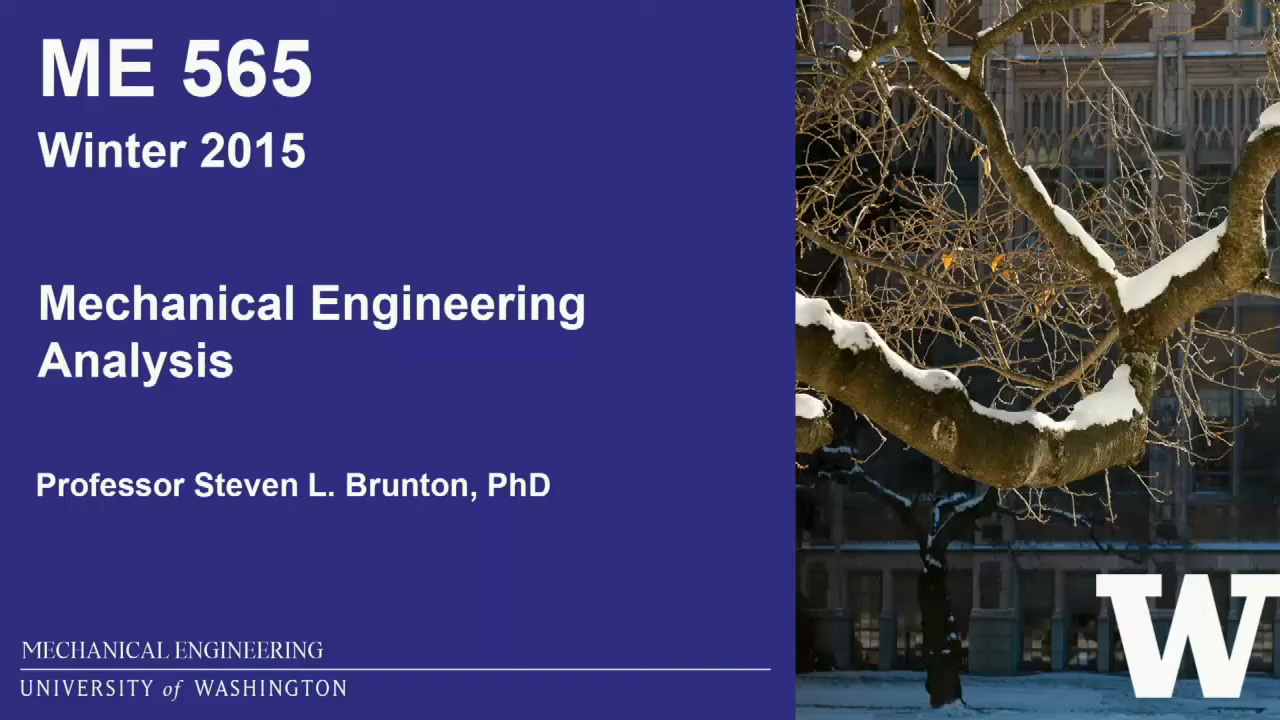 ME 565
Winter 2015
Mechanical Engineering
Analysis
Professor Steven L. Brunton, PhD
MECHANICAL ENGINEERING
UNIVERSITY of WASHINGTON
W